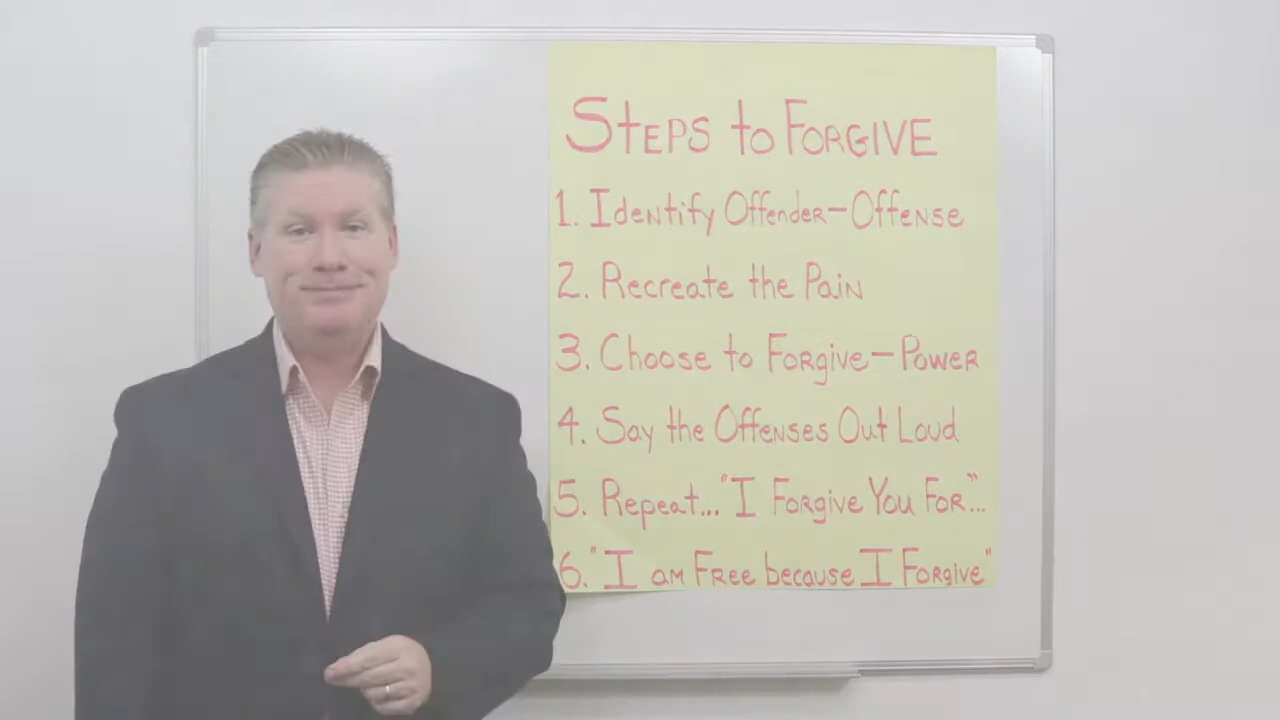 STEPS to FORGIVE
1. Identify Offender-Offense
2. Recreate the Pain
3. Choose to Forgive-Power
4. Say the Offenses Out Loud
5. Repeat..."I Forgive You For"...
6. "I am Free because I Forgive"